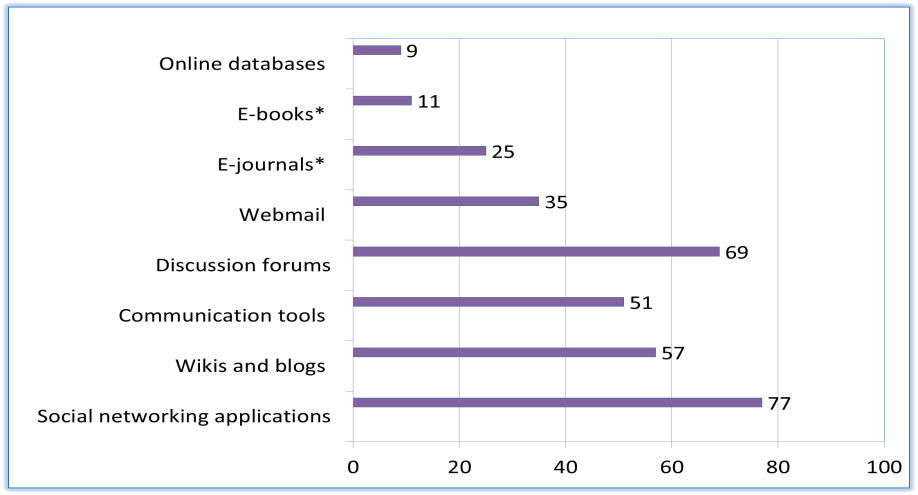 Online databases 9
E-books* 11
E-journals* 25
Webmail 35
Discussion forums 69
Communication tools 51
Wikis and blogs 57
Social networking applications 77
0 20 40 60 80 100